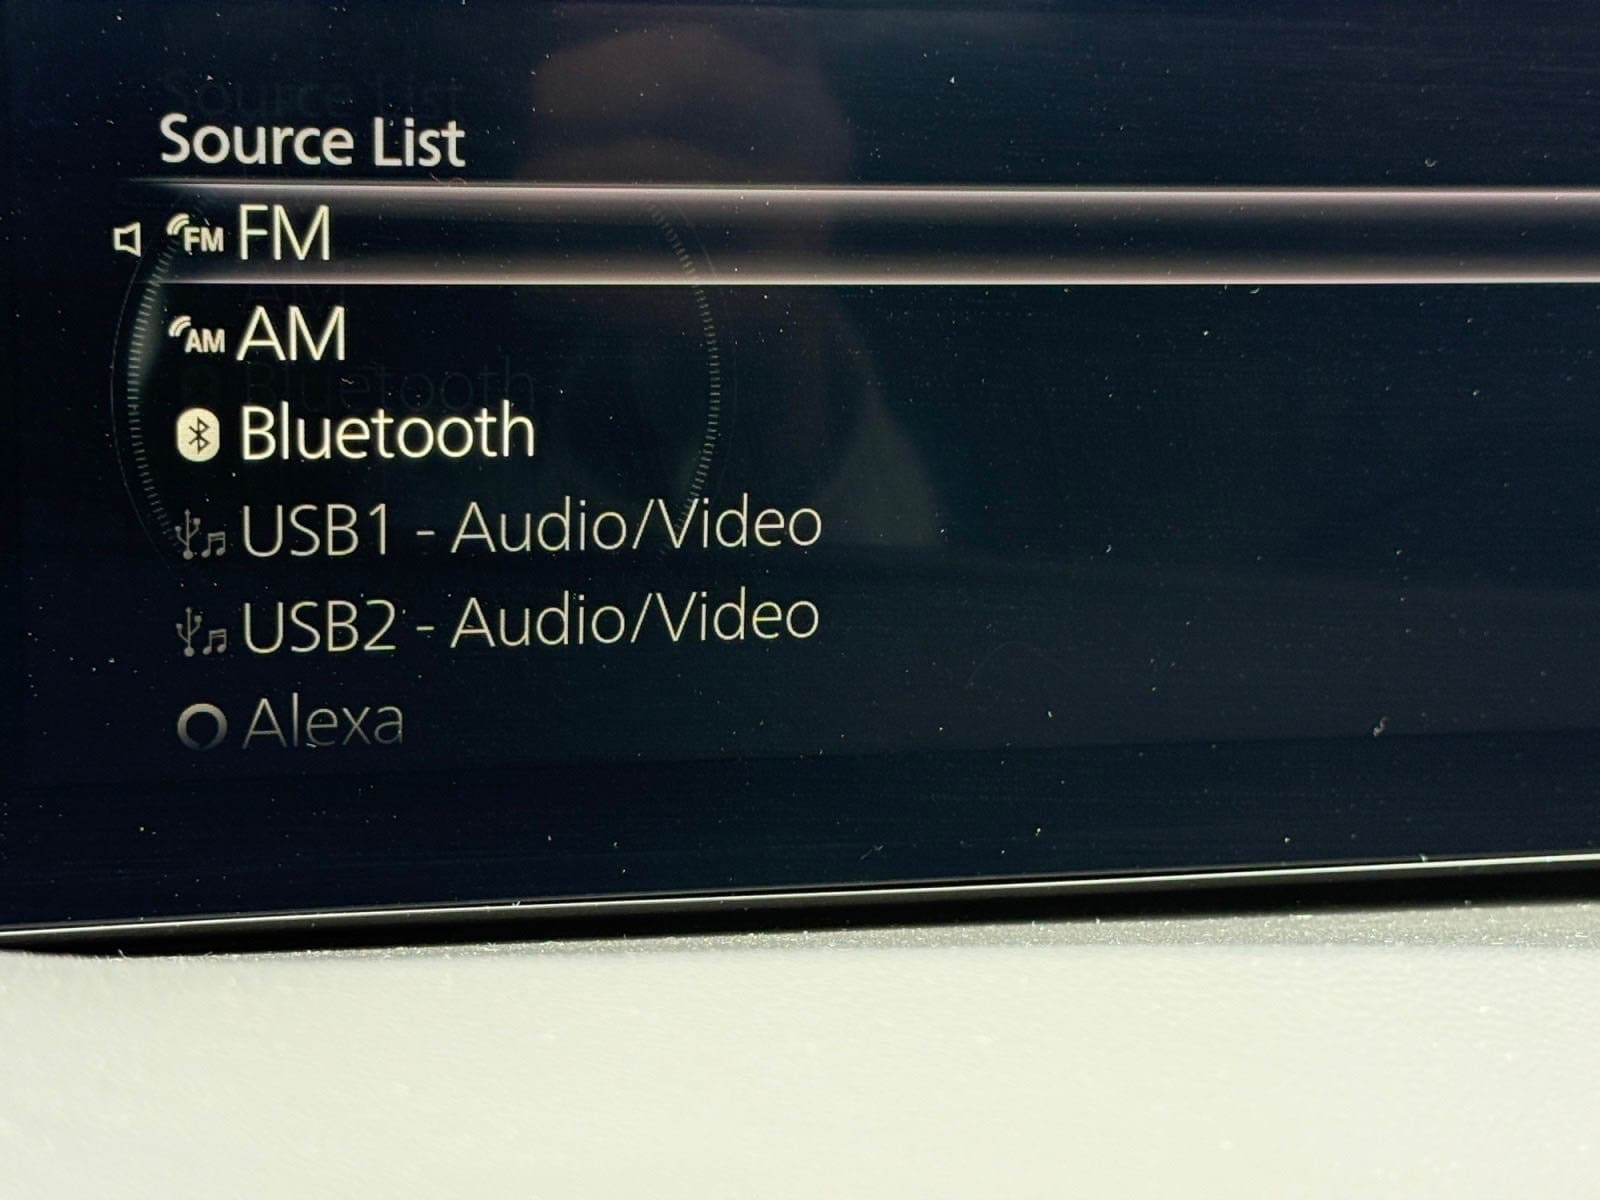 Source List
FM FM
AM AM
Bluetooth
USB1 - Audio/Video
USB2 - Audio/Video
Alexa